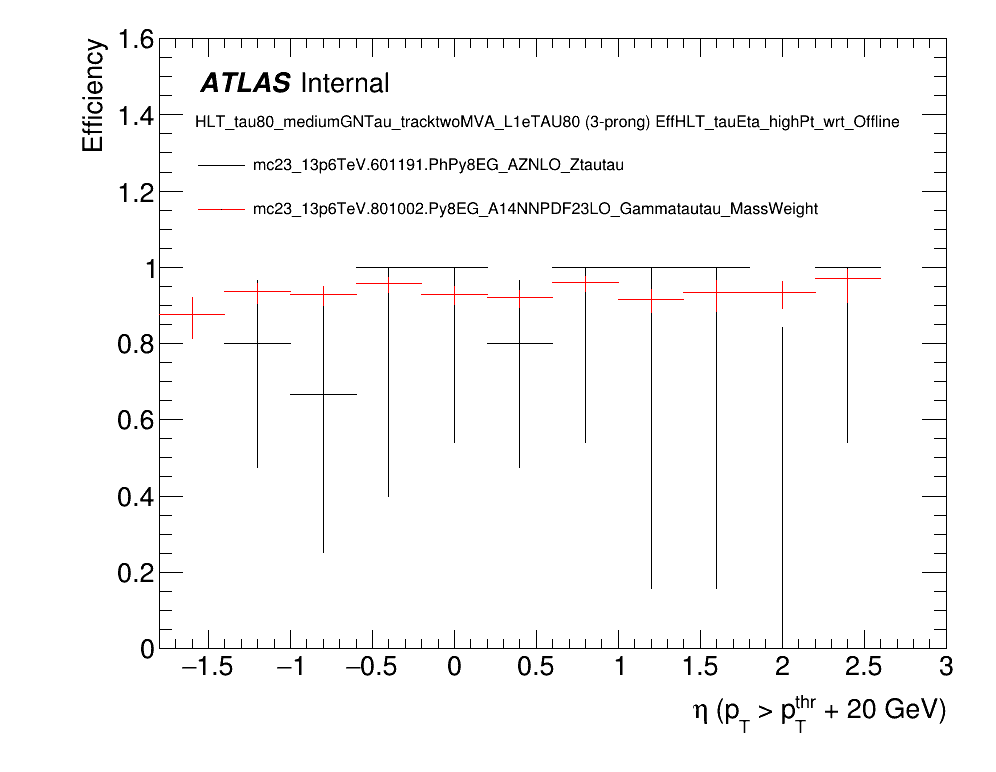 1.6
1.4
1.2
1
0.8
0.6
0.4
0.2
0
Efficiency
ATLAS Internal
HLT_tau80_mediumGNTau_tracktwoMVA_L1eTAU80 (3-prong) EffHLT_tauEta_highPt_wrt_Offline
mc23_13p6TeV.601191.PhPy8EG_AZNLO_Ztautau
mc23_13p6TeV.801002.Py8EG_A14NNPDF23LO_Gammatautau_MassWeight
−1.5 −1 −0.5 0 0.5 1 1.5 2 2.5 3
η (p_T > p_T^thr + 20 GeV)